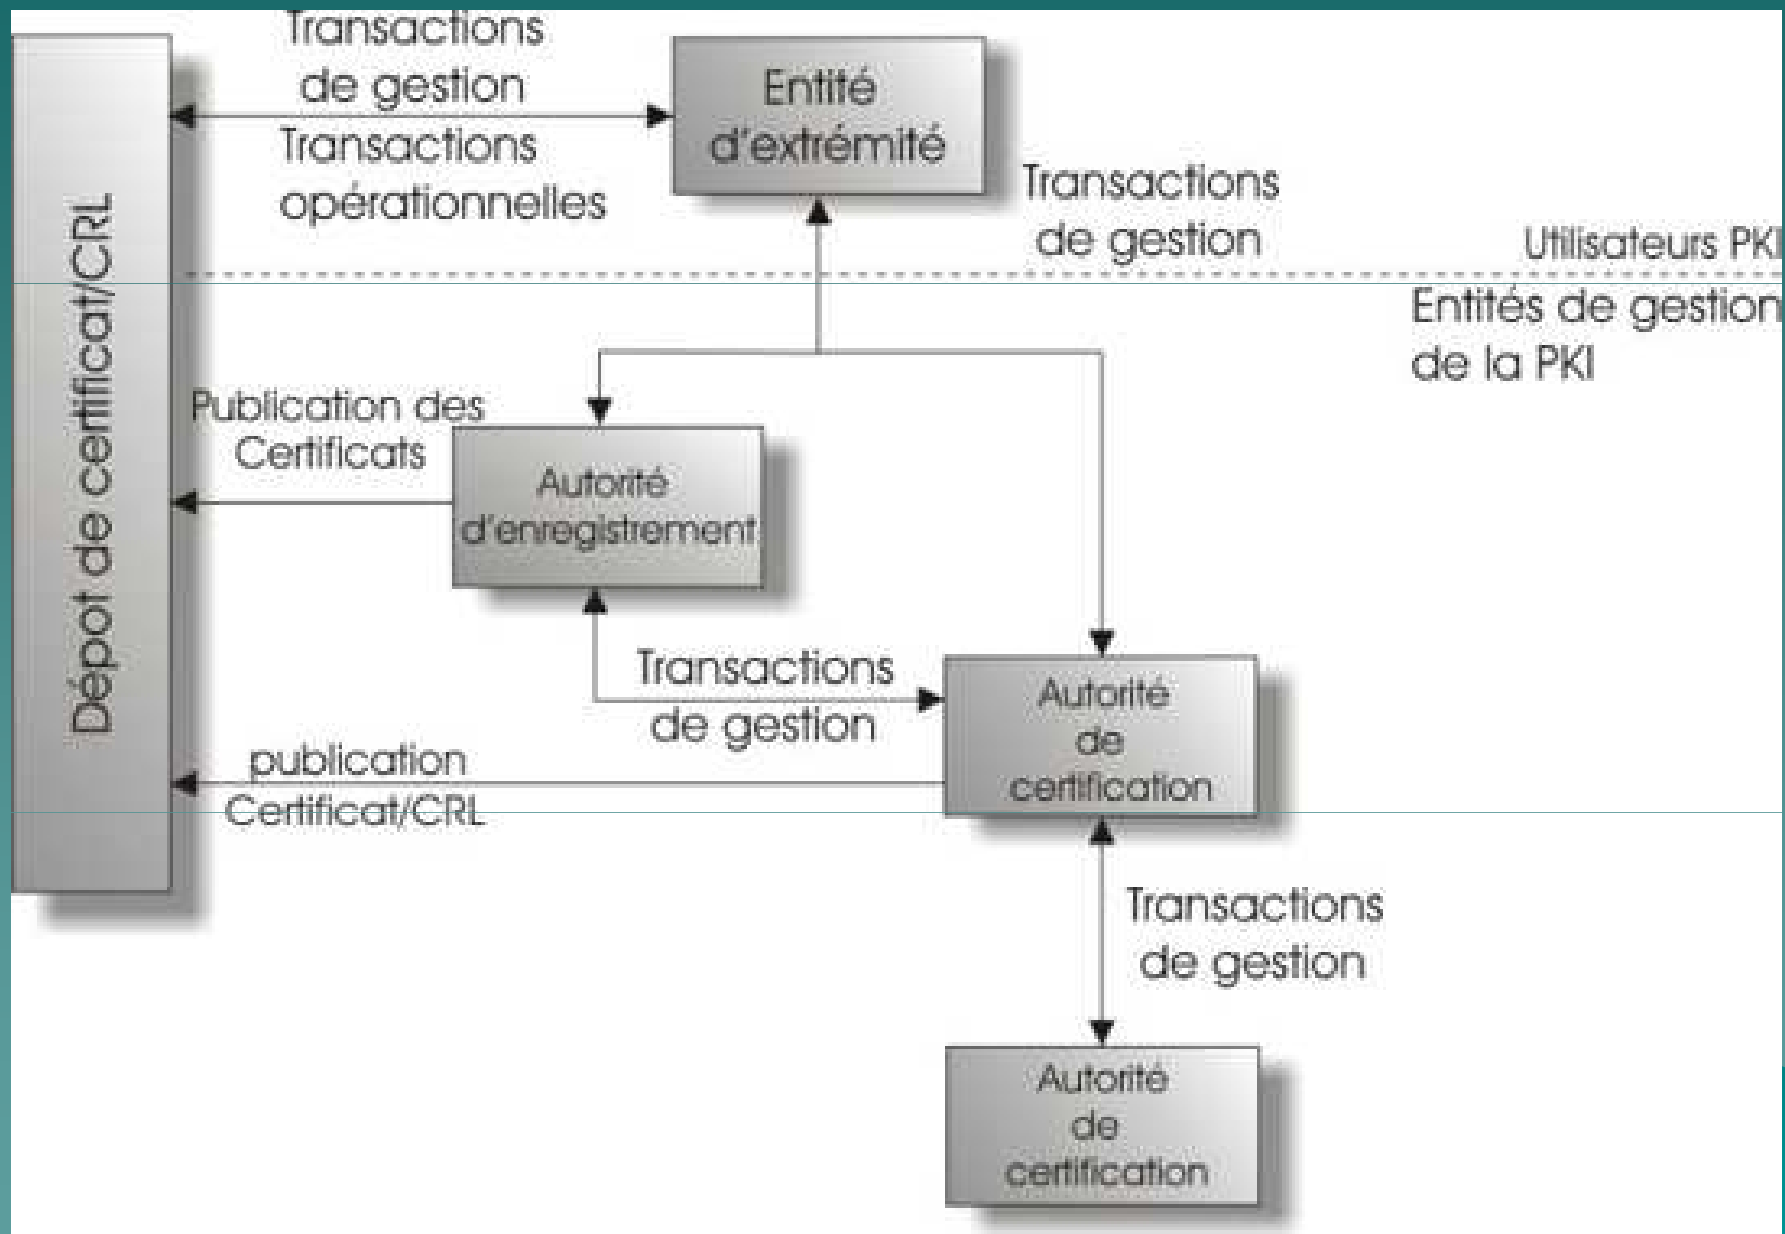 Transactions
de gestion
Transactions
opérationnelles
Entité
d'extrémité
Transactions
de gestion
Utilisateurs PKI
Entités de gestion
de la PKI
Dépot de certificat/CRL
Publication des
Certificats
Autorité
d'enregistrement
Transactions
de gestion
Autorité
de
certification
publication
Certificat/CRL
Transactions
de gestion
Autorité
de
certification